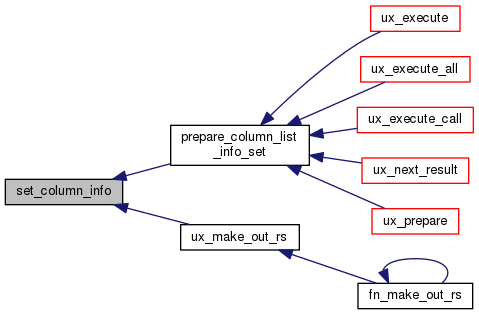 ux_execute
ux_execute_all
prepare_column_list
_info_set
ux_execute_call
ux_next_result
set_column_info
ux_prepare
ux_make_out_rs
fn_make_out_rs